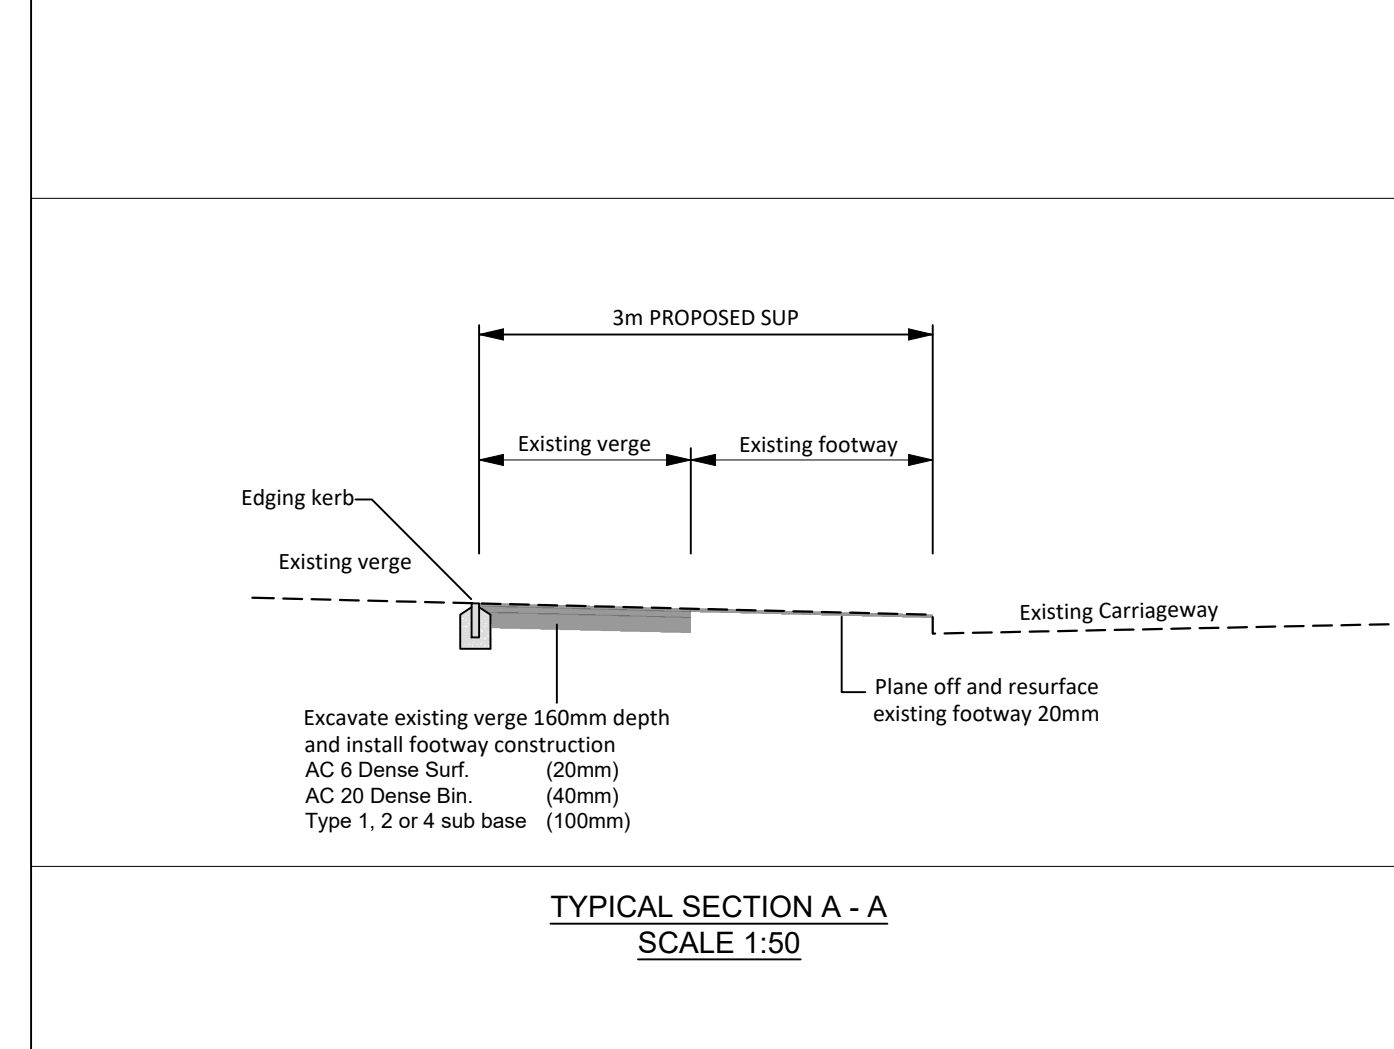 3m PROPOSED SUP
Existing verge
Existing footway
Edging kerb
Existing verge
Existing Carriageway
Plane off and resurface
existing footway 20mm
Excavate existing verge 160mm depth
and install footway construction
AC 6 Dense Surf. (20mm)
AC 20 Dense Bin. (40mm)
Type 1, 2 or 4 sub base (100mm)
TYPICAL SECTION A - A
SCALE 1:50